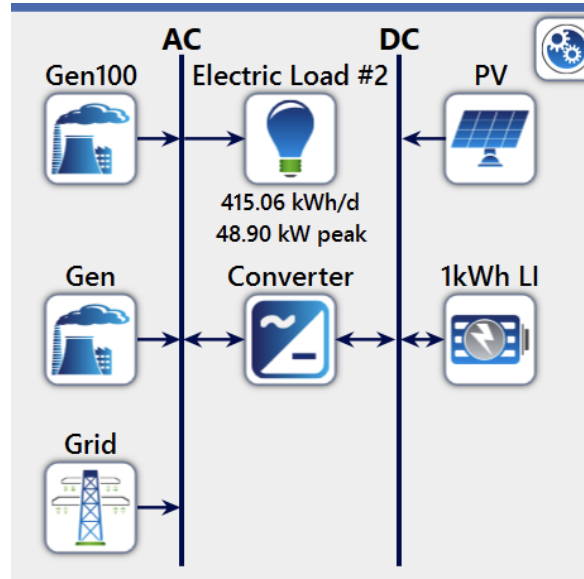 AC DC
Gen100 Electric Load #2 PV
415.06 kWh/d
48.90 kW peak
Gen Converter 1kWh LI
Grid